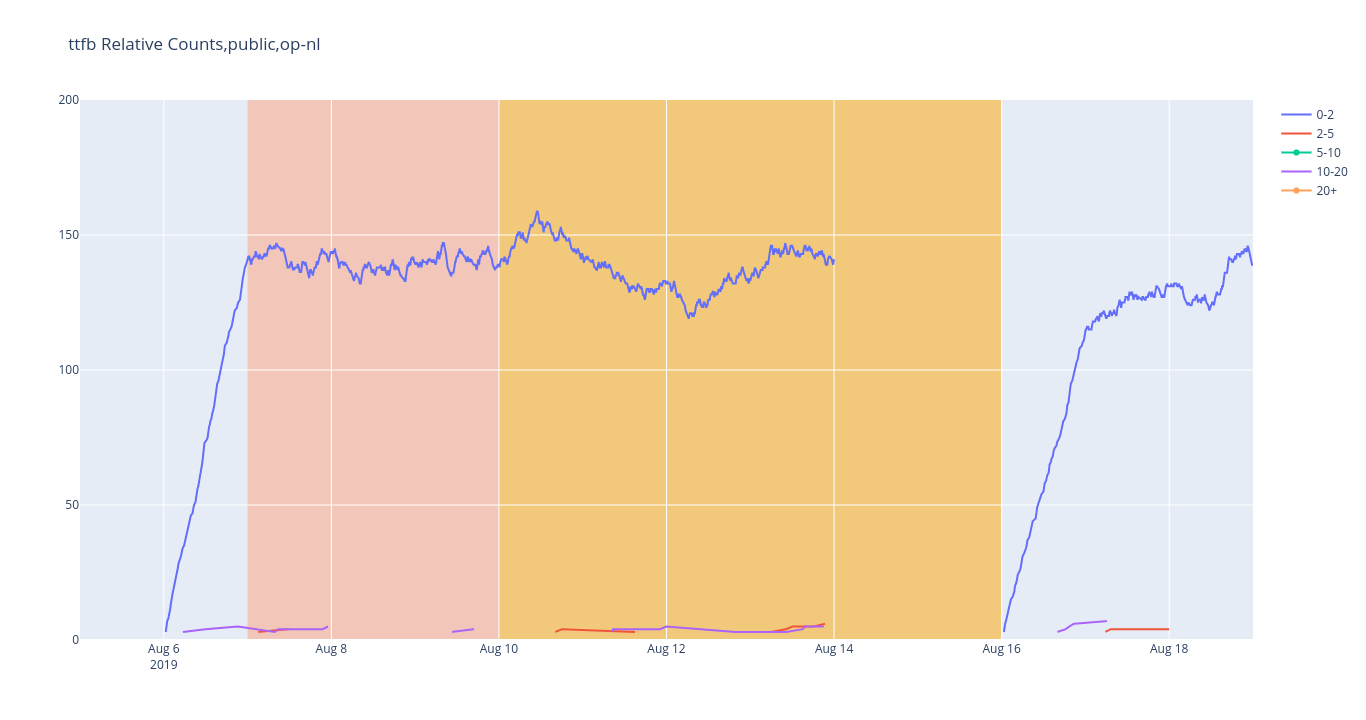 ttfb Relative Counts,public,op-nl
200
150
100
50
0
Aug 6
2019
Aug 8
Aug 10
Aug 12
Aug 14
Aug 16
Aug 18
0-2
2-5
5-10
10-20
20+